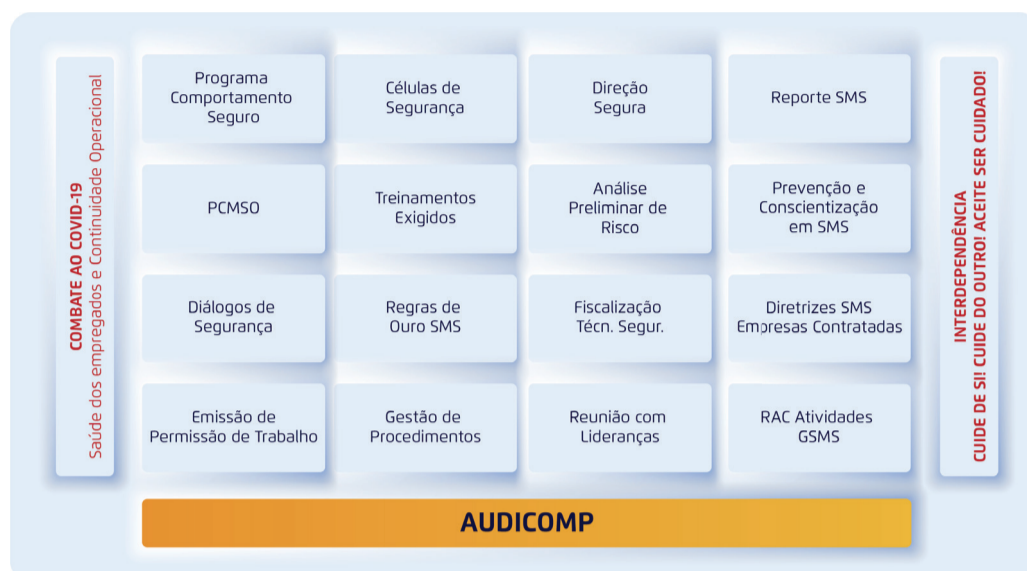 COMBATE AO COVID-19
Saúde dos empregados e Continuidade Operacional
Programa
Comportamento
Seguro
Células de
Segurança
Direção
Segura
Reporte SMS
PCMSO
Treinamentos
Exigidos
Análise
Preliminar de
Risco
Prevenção e
Conscientização
em SMS
Diálogos de
Segurança
Regras de
Ouro SMS
Fiscalização
Técn. Segur.
Diretrizes SMS
Empresas Contratadas
Emissão de
Permissão de Trabalho
Gestão de
Procedimentos
Reunião com
Lideranças
RAC Atividades
GSMS
INTERDEPENDÊNCIA
CUIDE DE SI! CUIDE DO OUTRO! ACEITE SER CUIDADO!
AUDICOMP